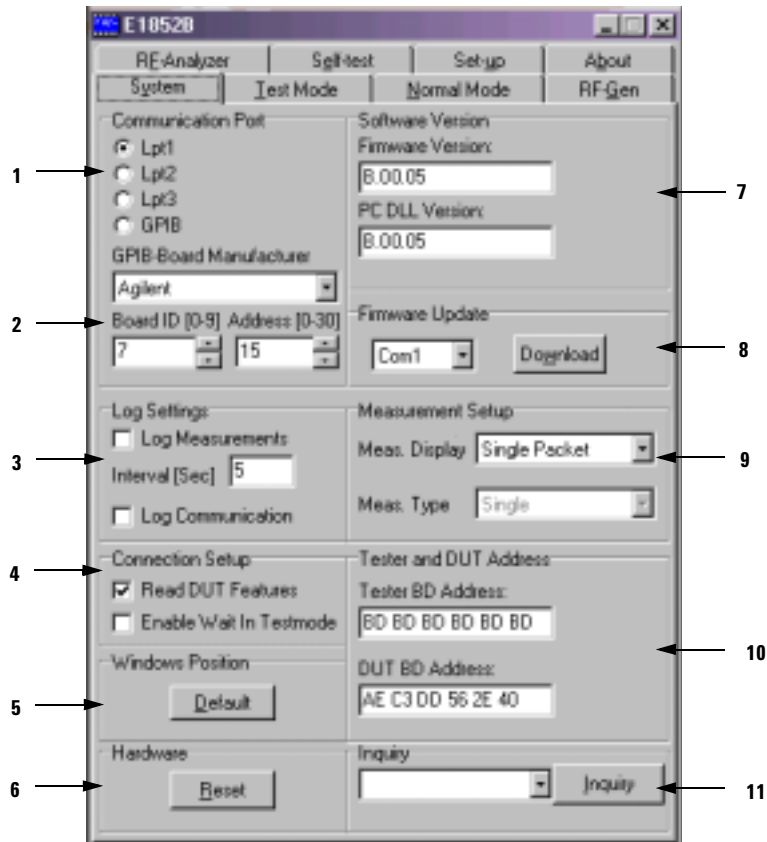 E1852B
RF-Analyzer Self-test Set-up About
System Test Mode Normal Mode RF-Gen
Communication Port
Lpt1
Lpt2
Lpt3
GPIB
1
GPIB-Board Manufacturer
Agilent
Board ID [0-9] Address [0-30]
7 15
2
Software Version
Firmware Version:
B.00.05
PC DLL Version:
B.00.05
7
Firmware Update
Com1 Download
8
Log Settings
Log Measurements
Interval [Sec] 5
Log Communication
3
Measurement Setup
Meas. Display Single Packet
Meas. Type Single
9
Connection Setup
Read DUT Features
Enable Wait In Testmode
4
Tester and DUT Address
Tester BD Address:
BD BD BD BD BD BD
DUT BD Address:
AE C3 DD 56 2E 40
10
Windows Position
Default
5
Hardware
Reset
6
Inquiry
Inquiry
11